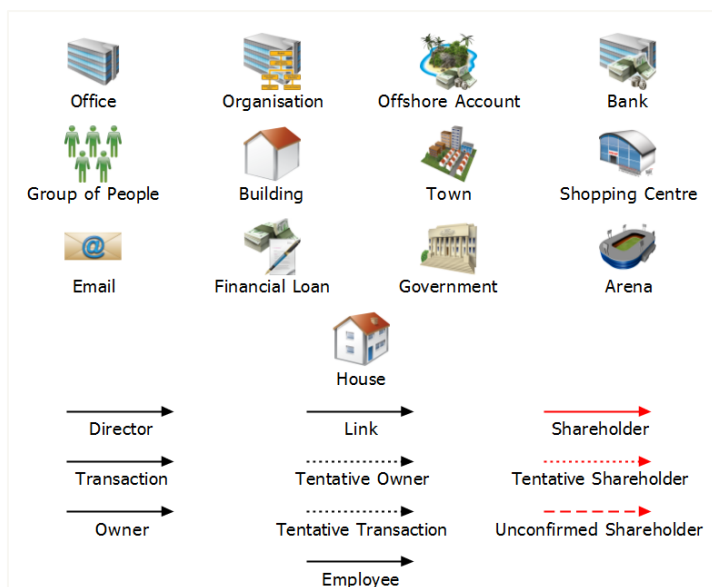 Office
Organisation
Offshore Account
Bank
Group of People
Building
Town
Shopping Centre
@
Email
Financial Loan
Government
Arena
House
Director
Link
Shareholder
Transaction
Tentative Owner
Tentative Shareholder
Owner
Tentative Transaction
Unconfirmed Shareholder
Employee